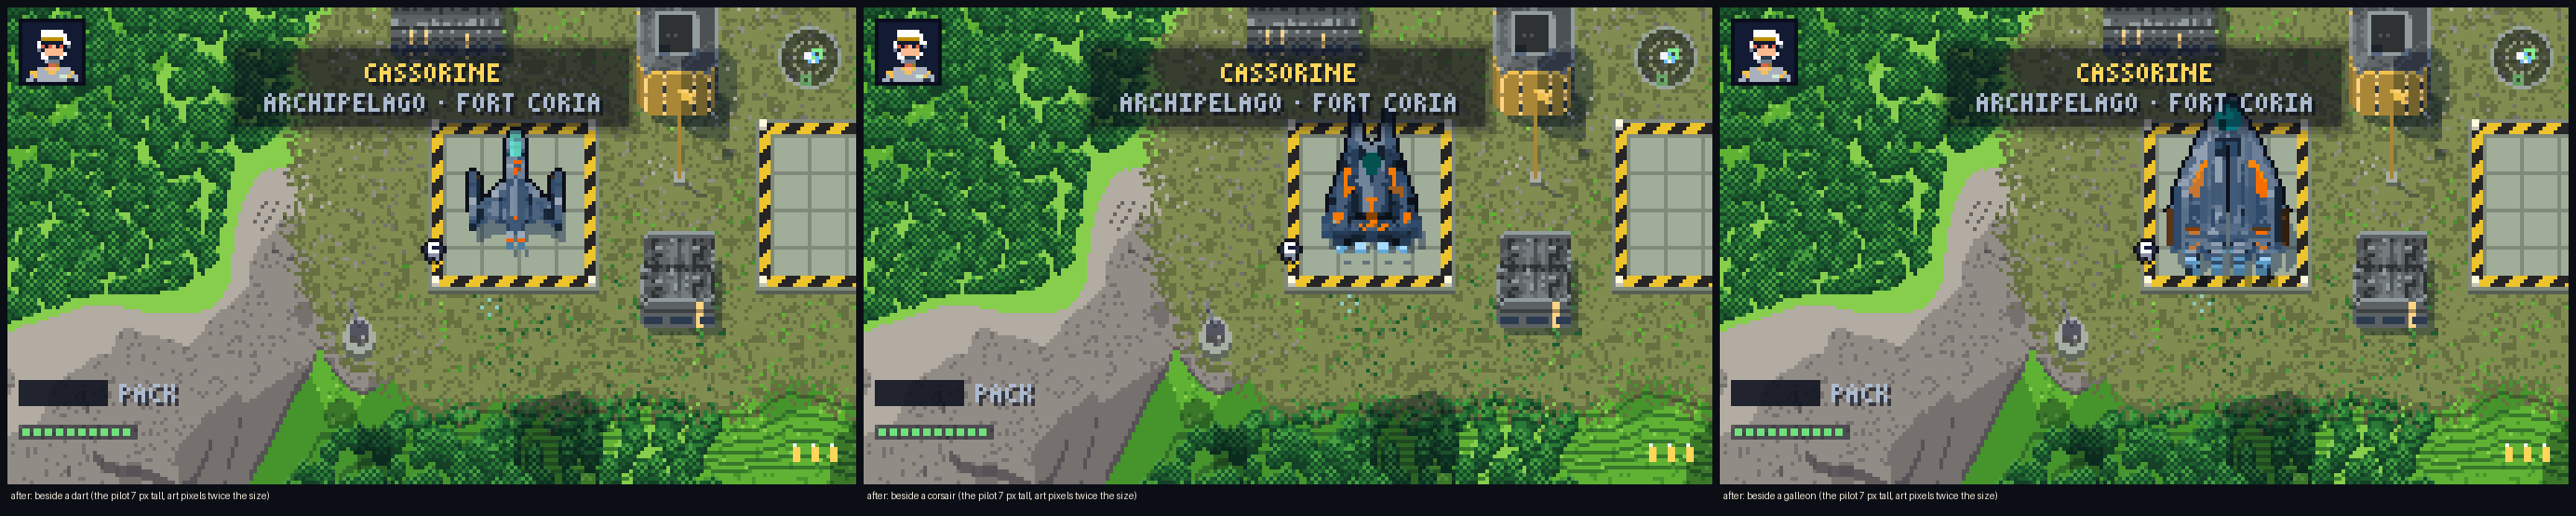 CASSORINE
ARCHIPELAGO · FORT CORIA
PACK
after: beside a dart (the pilot 7 px tall, art pixels twice the size)
CASSORINE
ARCHIPELAGO · FORT CORIA
PACK
after: beside a corsair (the pilot 7 px tall, art pixels twice the size)
CASSORINE
ARCHIPELAGO · FORT CORIA
PACK
after: beside a galleon (the pilot 7 px tall, art pixels twice the size)